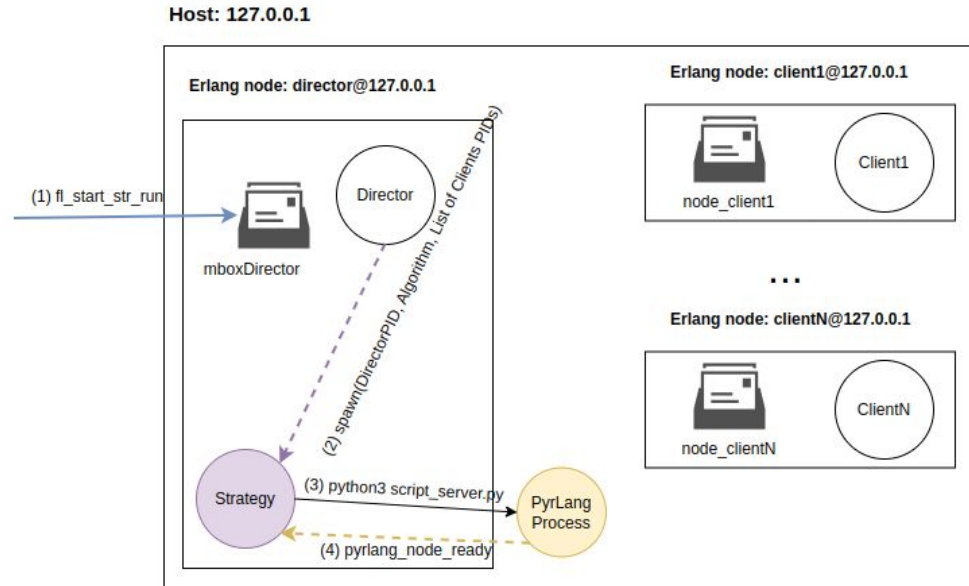 Host: 127.0.0.1
Erlang node: director@127.0.0.1
Erlang node: client1@127.0.0.1
(1) fl_start_str_run
mboxDirector
Director
(2) spawn(DirectorPID, Algorithm, List of Clients PIDs)
node_client1
Client1
...
Erlang node: clientN@127.0.0.1
node_clientN
ClientN
Strategy
(3) python3 script_server.py
PyrLang
Process
(4) pyrlang_node_ready